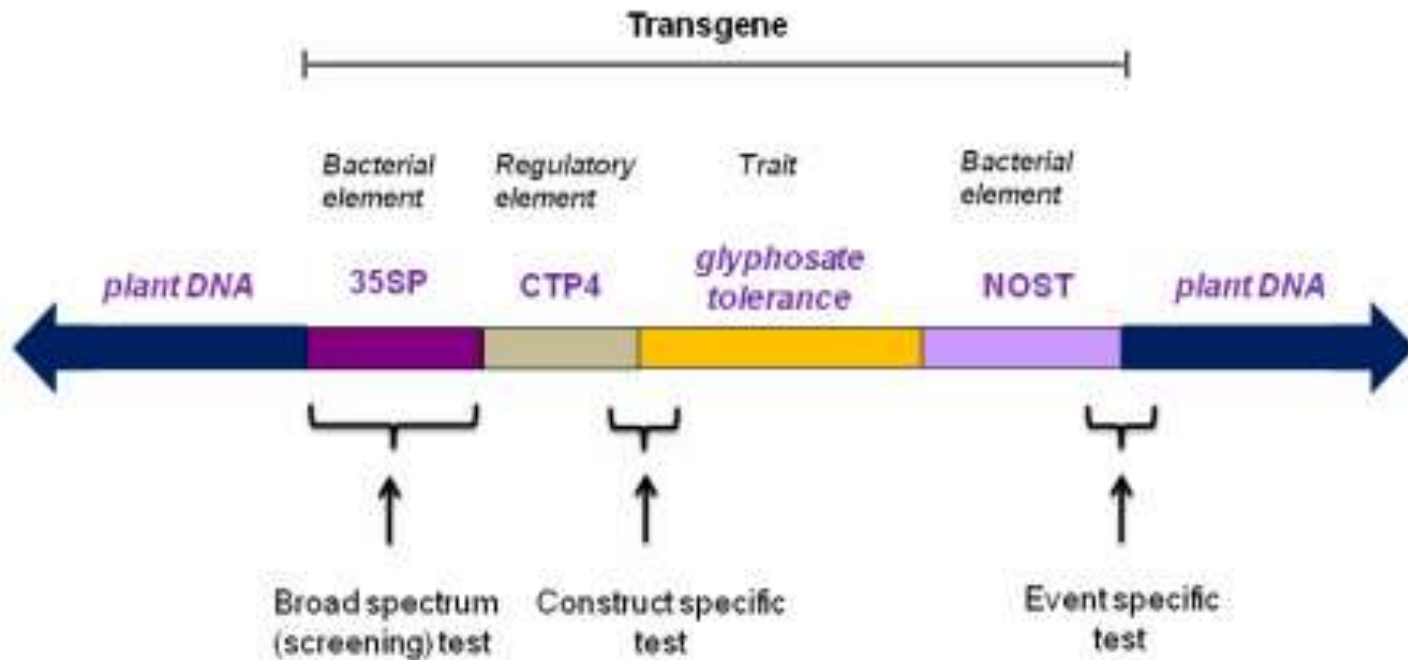 Transgene
Bacterial
element
Regulatory
element
Trait
Bacterial
element
plant DNA
35SP
CTP4
glyphosate
tolerance
NOST
plant DNA
Broad spectrum
(screening) test
Construct specific
test
Event specific
test